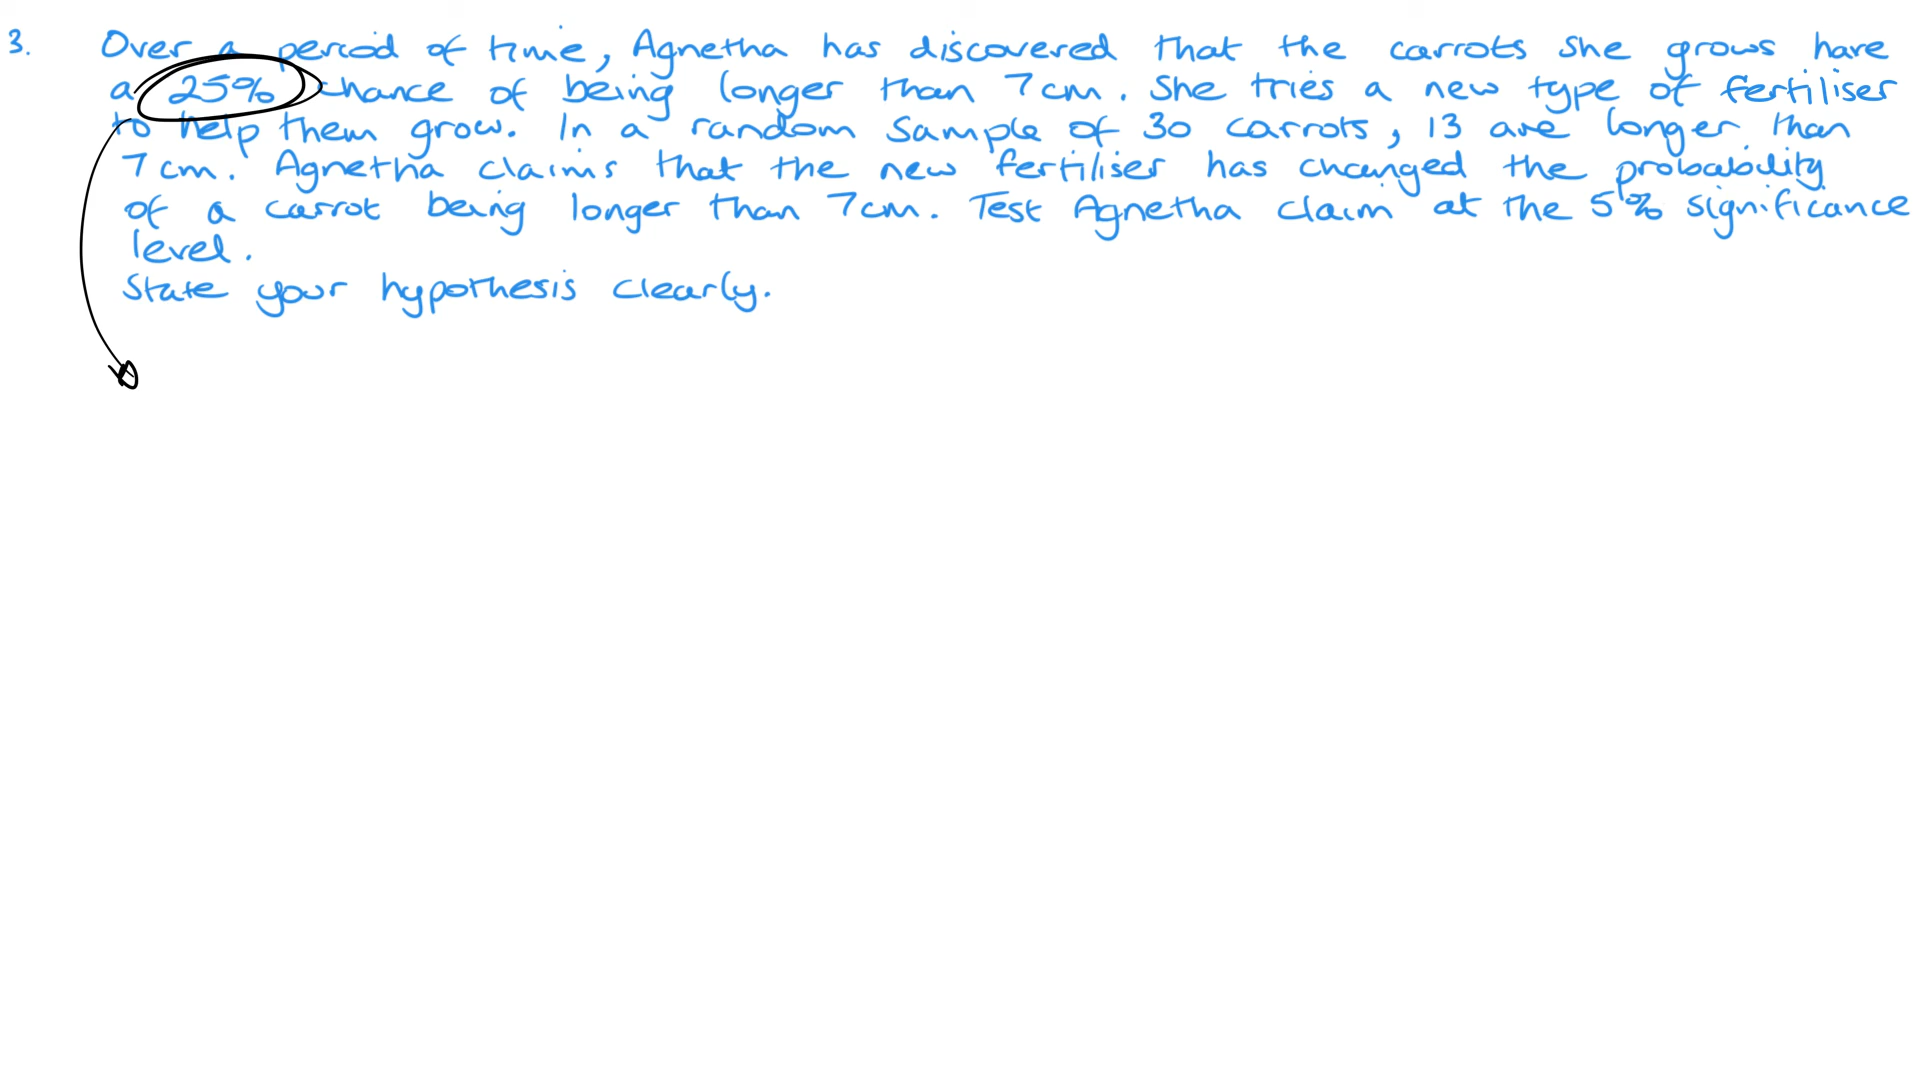 3. Over a period of time, Agnetha has discovered that the carrots she grows have
a 25% chance of being longer than 7cm. She tries a new type of fertiliser
to help them grow. In a random sample of 30 carrots, 13 are longer than
7cm. Agnetha claims that the new fertiliser has changed the probability
of a carrot being longer than 7cm. Test Agnetha claim at the 5% significance
level.
State your hypothesis clearly.